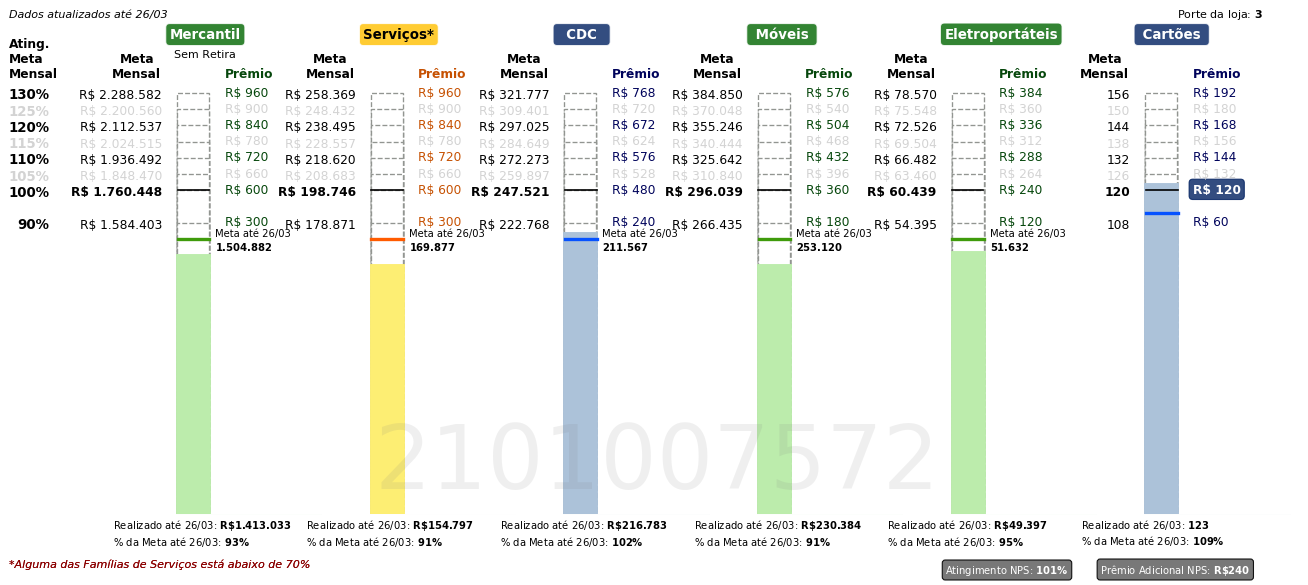 Dados atualizados até 26/03
Porte da loja: 3
Mercantil Serviços* CDC Móveis Eletroportáteis Cartões
Sem Retira
Ating. Meta Mensal
Meta Mensal Prêmio Meta Mensal Prêmio Meta Mensal Prêmio Meta Mensal Prêmio Meta Mensal Prêmio Meta Mensal Prêmio
130% R$ 2.288.582 R$ 960 R$ 258.369 R$ 960 R$ 321.777 R$ 768 R$ 384.850 R$ 576 R$ 78.570 R$ 384 156 R$ 192
125% R$ 2.200.560 R$ 900 R$ 248.432 R$ 900 R$ 309.401 R$ 720 R$ 370.048 R$ 540 R$ 75.548 R$ 360 150 R$ 180
120% R$ 2.112.537 R$ 840 R$ 238.495 R$ 840 R$ 297.025 R$ 672 R$ 355.246 R$ 504 R$ 72.526 R$ 336 144 R$ 168
115% R$ 2.024.515 R$ 780 R$ 228.557 R$ 780 R$ 284.649 R$ 624 R$ 340.444 R$ 468 R$ 69.504 R$ 312 138 R$ 156
110% R$ 1.936.492 R$ 720 R$ 218.620 R$ 720 R$ 272.273 R$ 576 R$ 325.642 R$ 432 R$ 66.482 R$ 288 132 R$ 144
105% R$ 1.848.470 R$ 660 R$ 208.683 R$ 660 R$ 259.897 R$ 528 R$ 310.840 R$ 396 R$ 63.460 R$ 264 126 R$ 132
100% R$ 1.760.448 R$ 600 R$ 198.746 R$ 600 R$ 247.521 R$ 480 R$ 296.039 R$ 360 R$ 60.439 R$ 240 120 R$ 120
90% R$ 1.584.403 R$ 300 R$ 178.871 R$ 300 R$ 222.768 R$ 240 R$ 266.435 R$ 180 R$ 54.395 R$ 120 108 R$ 60
Meta até 26/03 Meta até 26/03 Meta até 26/03 Meta até 26/03 Meta até 26/03
1.504.882 169.877 211.567 253.120 51.632
2101007572
Realizado até 26/03: R$1.413.033 Realizado até 26/03: R$154.797 Realizado até 26/03: R$216.783 Realizado até 26/03: R$230.384 Realizado até 26/03: R$49.397 Realizado até 26/03: 123
% da Meta até 26/03: 93% % da Meta até 26/03: 91% % da Meta até 26/03: 102% % da Meta até 26/03: 91% % da Meta até 26/03: 95% % da Meta até 26/03: 109%
*Alguma das Famílias de Serviços está abaixo de 70%
Atingimento NPS: 101% Prêmio Adicional NPS: R$240